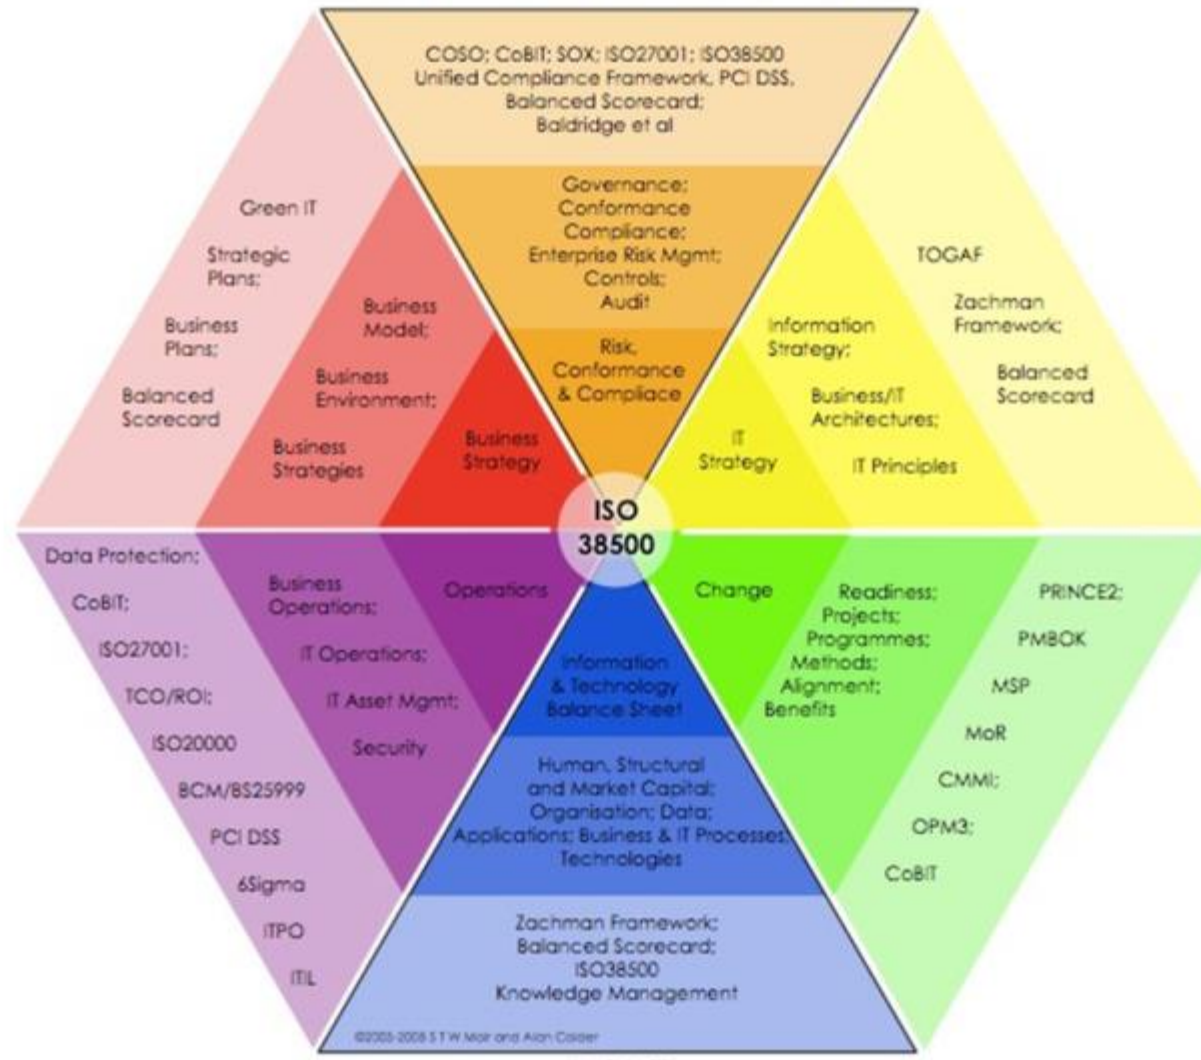 COSO; CoBIT; SOX; ISO27001; ISO38500
Unified Compliance Framework, PCI DSS,
Balanced Scorecard;
Baldridge et al
Governance;
Conformance
Compliance;
Enterprise Risk Mgmt;
Controls;
Audit
Risk,
Conformance
& Compliace
Green IT
Strategic
Plans;
Business
Plans;
Balanced
Scorecard
Business
Model;
Business
Environment;
Business
Strategies
Business
Strategy
IT
Strategy
Information
Strategy;
Business/IT
Architectures;
IT Principles
TOGAF
Zachman
Framework;
Balanced
Scorecard
ISO
38500
Data Protection;
CoBIT;
ISO27001;
TCO/ROI;
ISO20000
BCM/BS25999
PCI DSS
6Sigma
ITPO
ITIL
Business
Operations;
IT Operations;
IT Asset Mgmt;
Security
Operations
Information
& Technology
Balance Sheet
Human, Structural
and Market Capital;
Organisation; Data;
Applications; Business & IT Processes;
Technologies
Zachman Framework;
Balanced Scorecard;
ISO38500
Knowledge Management
©2005-2008 S T W Moir and Alan Calder
Change
Readiness;
Projects;
Programmes;
Methods;
Alignment;
Benefits
PRINCE2;
PMBOK
MSP
MoR
CMMI;
OPM3;
CoBIT